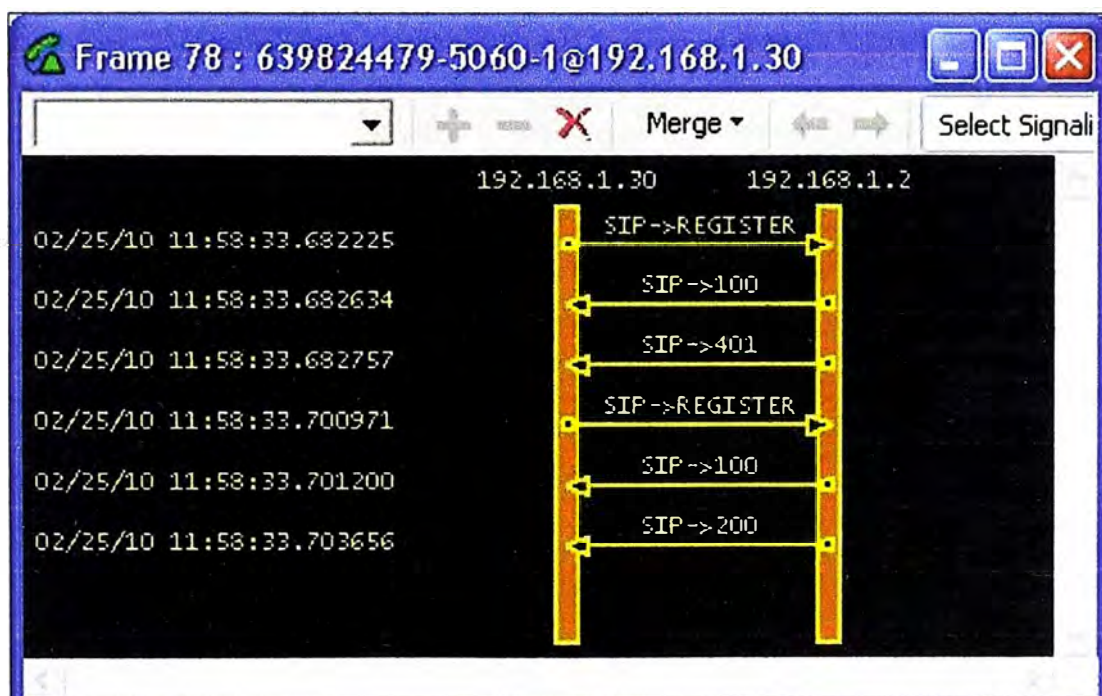 Frame 78 : 639824479-5060-1@192.168.1.30
Merge Select Signali
192.168.1.30 192.168.1.2
02/25/10 11:58:33.682225 SIP->REGISTER
02/25/10 11:58:33.682634 SIP->100
02/25/10 11:58:33.682757 SIP->401
02/25/10 11:58:33.700971 SIP->REGISTER
02/25/10 11:58:33.701200 SIP->100
02/25/10 11:58:33.703656 SIP->200